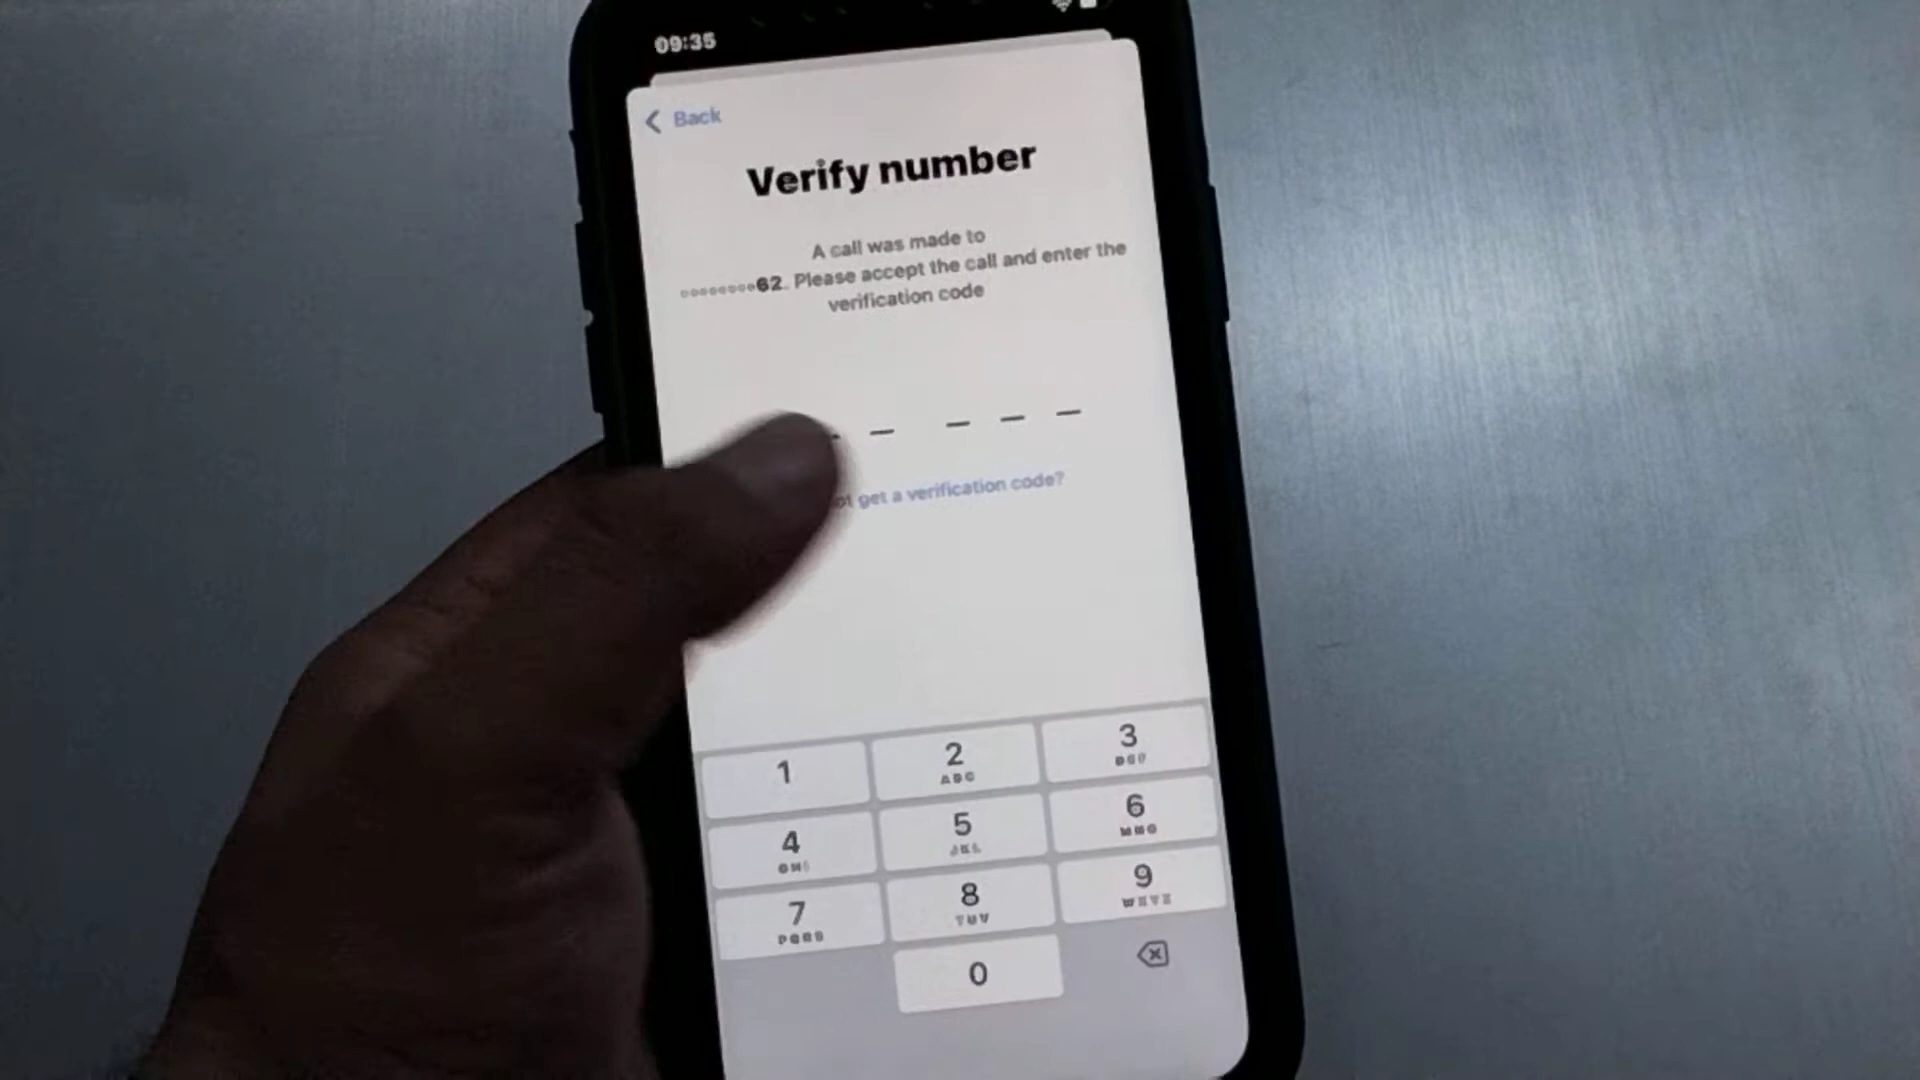 09:35
Back
Verify number
A call was made to
••••••••62. Please accept the call and enter the
verification code
get a verification code?
1
2
ABC
3
DEF
4
GHI
5
JKL
6
MNO
7
PQRS
8
TUV
9
WXYZ
0